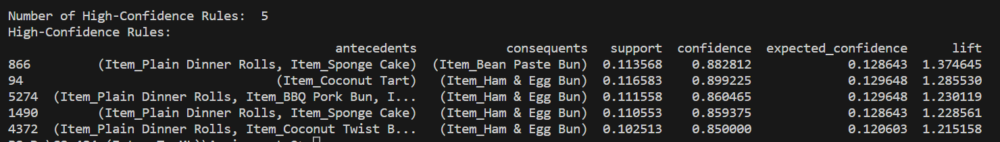 Number of High-Confidence Rules:  5
High-Confidence Rules:
antecedents consequents support confidence expected_confidence lift
866 (Item_Plain Dinner Rolls, Item_Sponge Cake) (Item_Bean Paste Bun) 0.113568 0.882812 0.128643 1.374645
94 (Item_Coconut Tart) (Item_Ham & Egg Bun) 0.116583 0.899225 0.129648 1.285530
5274 (Item_Plain Dinner Rolls, Item_BBQ Pork Bun, I... (Item_Ham & Egg Bun) 0.111558 0.860465 0.129648 1.230119
1490 (Item_Plain Dinner Rolls, Item_Sponge Cake) (Item_Ham & Egg Bun) 0.110553 0.859375 0.128643 1.228561
4372 (Item_Plain Dinner Rolls, Item_Coconut Twist B... (Item_Ham & Egg Bun) 0.102513 0.850000 0.120603 1.215158